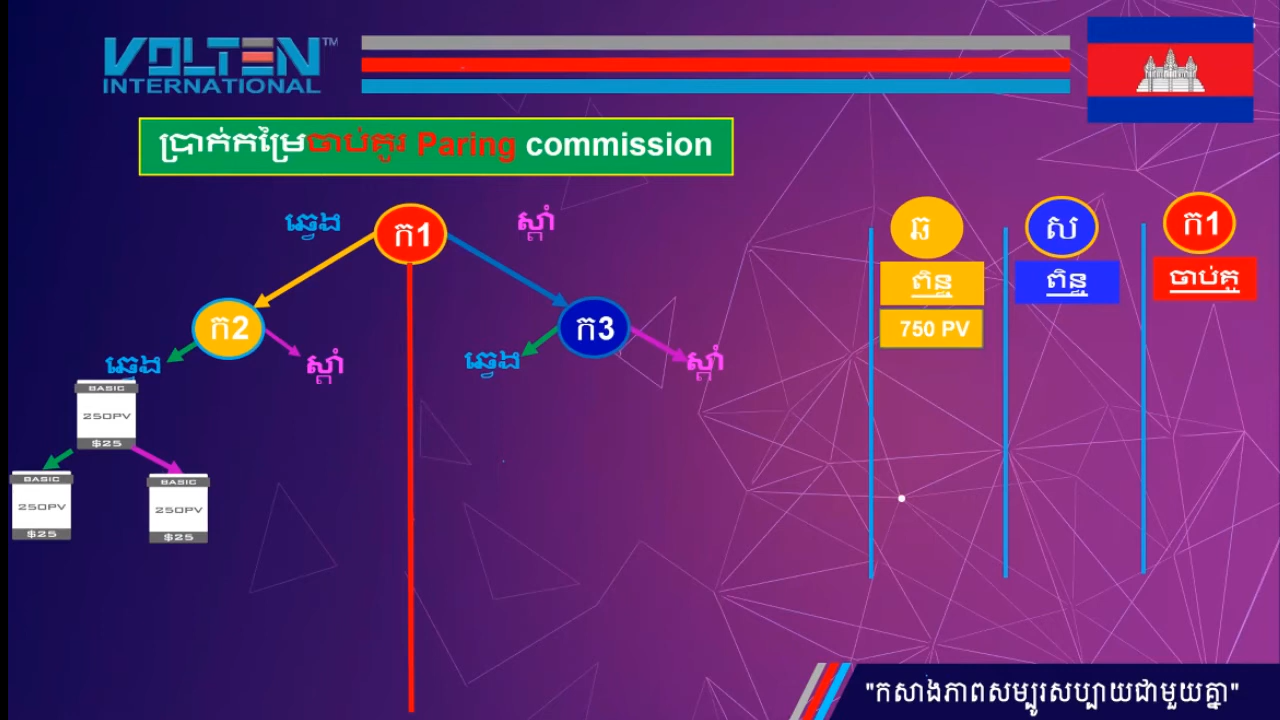 VOLTEN™
INTERNATIONAL
ប្រាក់កម្រៃចាប់គូរ Paring commission
ឆ្វេង
ក1
ស្តាំ
ក2
ក3
ឆ្វេង
ស្តាំ
ឆ្វេង
ស្តាំ
BASIC
250PV
$25
BASIC
250PV
$25
BASIC
250PV
$25
ឆ
ស
ក1
ពិន្ទុ
ពិន្ទុ
ចាប់គូ
750 PV
"កសាងភាពសម្បូរសប្បាយជាមួយគ្នា"